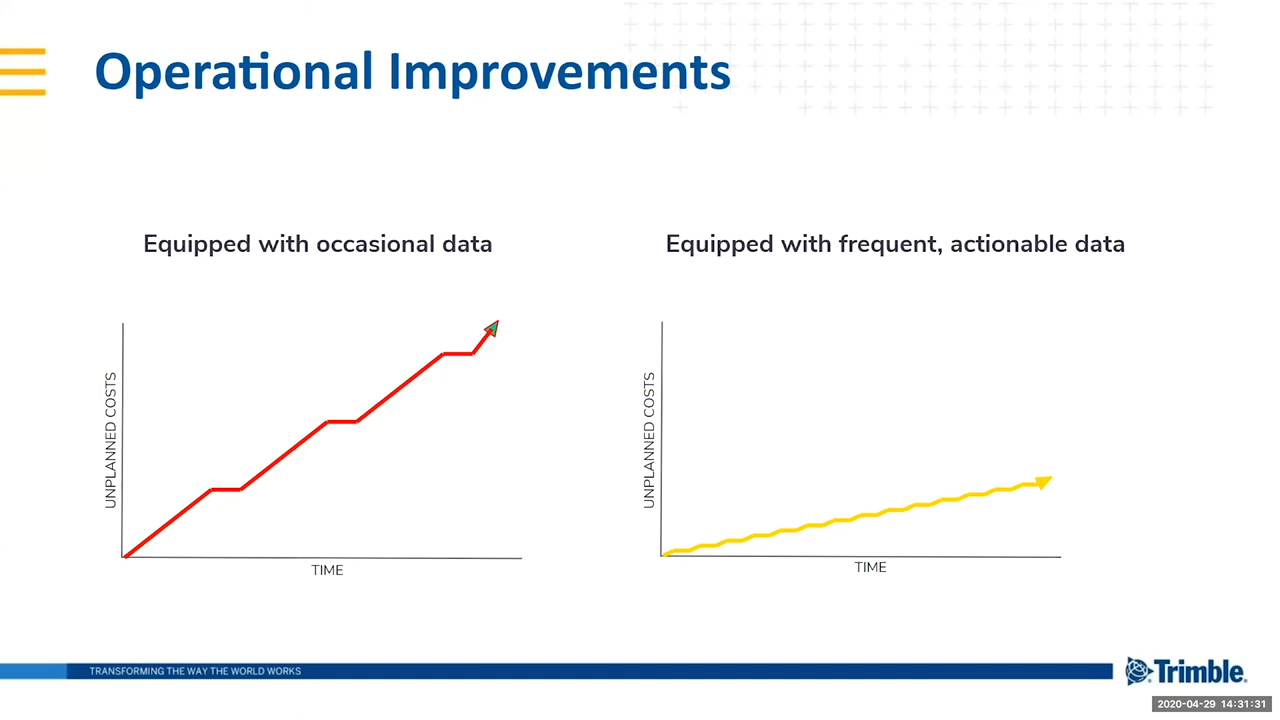 Operational Improvements
Equipped with occasional data
Equipped with frequent, actionable data
UNPLANNED COSTS
TIME
UNPLANNED COSTS
TIME
TRANSFORMING THE WAY THE WORLD WORKS
Trimble
2020-04-29 14:31:31